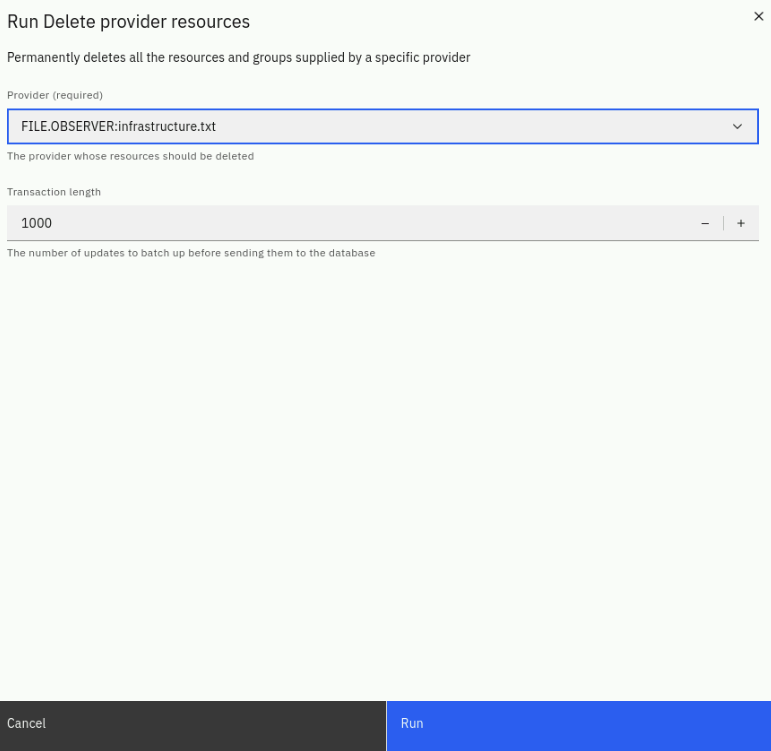 Run Delete provider resources
Permanently deletes all the resources and groups supplied by a specific provider
Provider (required)
FILE.OBSERVER:infrastructure.txt
The provider whose resources should be deleted
Transaction length
1000
The number of updates to batch up before sending them to the database
Cancel
Run